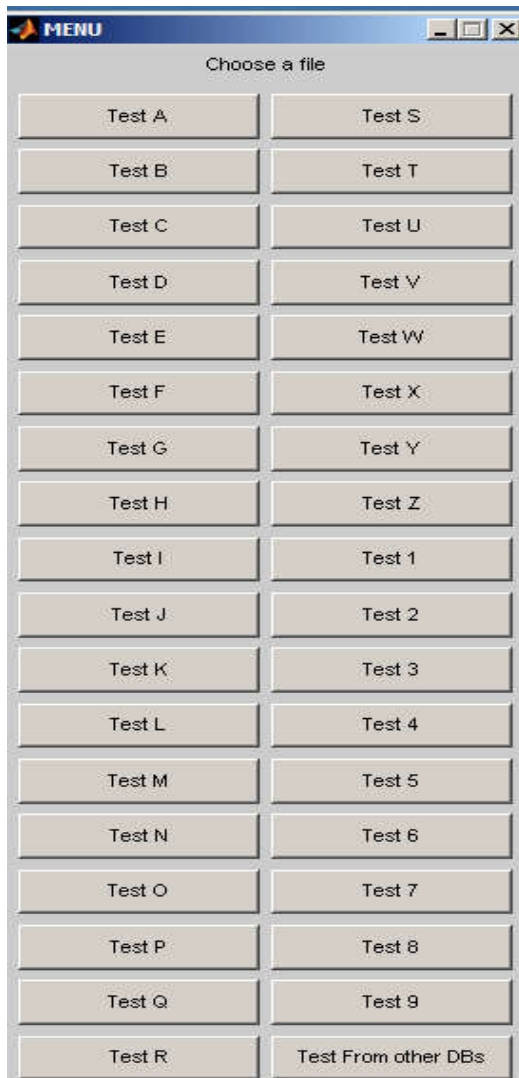 MENU
Choose a file
Test A
Test B
Test C
Test D
Test E
Test F
Test G
Test H
Test I
Test J
Test K
Test L
Test M
Test N
Test O
Test P
Test Q
Test R
Test S
Test T
Test U
Test V
Test W
Test X
Test Y
Test Z
Test 1
Test 2
Test 3
Test 4
Test 5
Test 6
Test 7
Test 8
Test 9
Test From other DBs